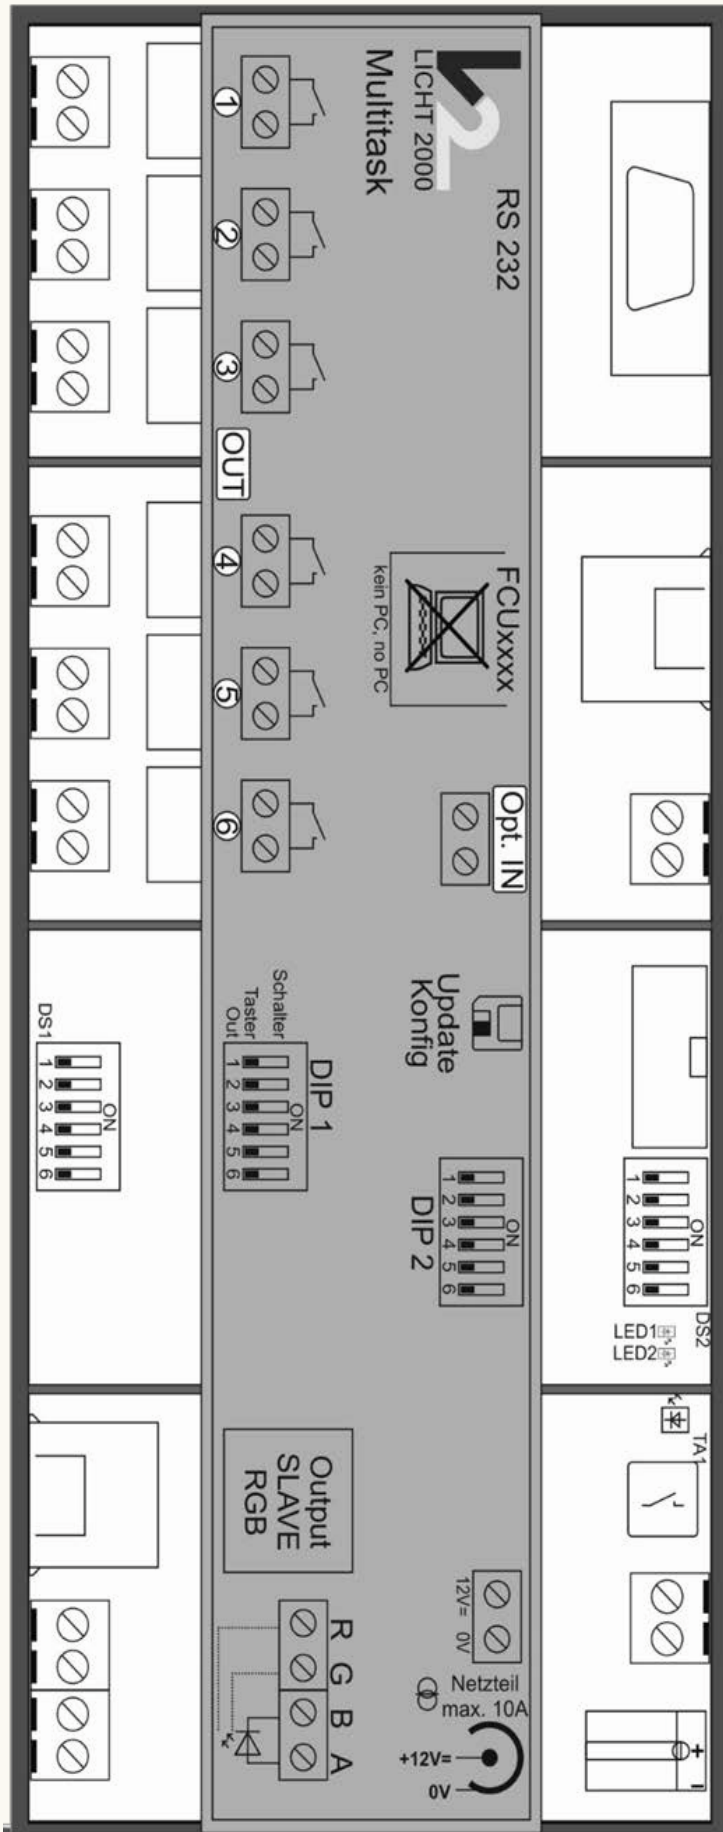 LICHT 2000
Multitask
RS 232
1
2
3
OUT
4
5
6
FCUxxxx
kein PC, no PC
Opt. IN
Update
Konfig
Schalter
Taster
Out
DIP 1
ON
1 2 3 4 5 6
DS1
ON
1 2 3 4 5 6
DIP 2
ON
1 2 3 4 5 6
DS2
ON
1 2 3 4 5 6
LED1
LED2
TA1
Output
SLAVE
RGB
R G B A
12V= 0V
Netzteil
max. 10A
+12V=
0V
+
-